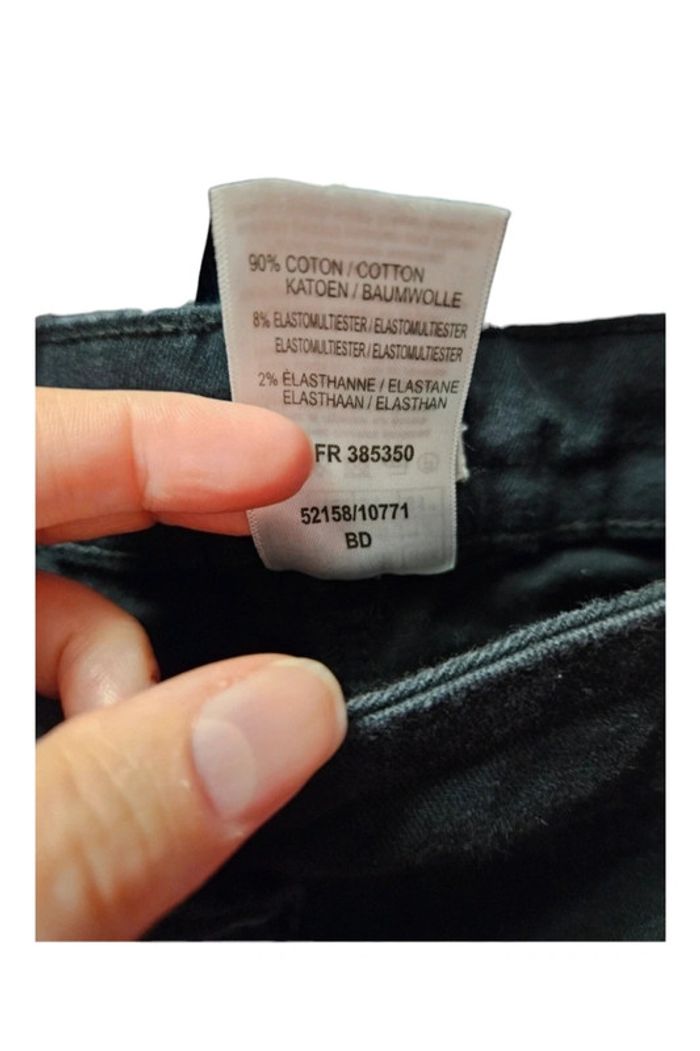 90% COTON / COTTON
KATOEN / BAUMWOLLE
8% ELASTOMULTIESTER / ELASTOMULTIESTER
ELASTOMULTIESTER / ELASTOMULTIESTER
2% ÉLASTHANNE / ELASTANE
ELASTHAAN / ELASTHAN
FR 385350
52158/10771
BD